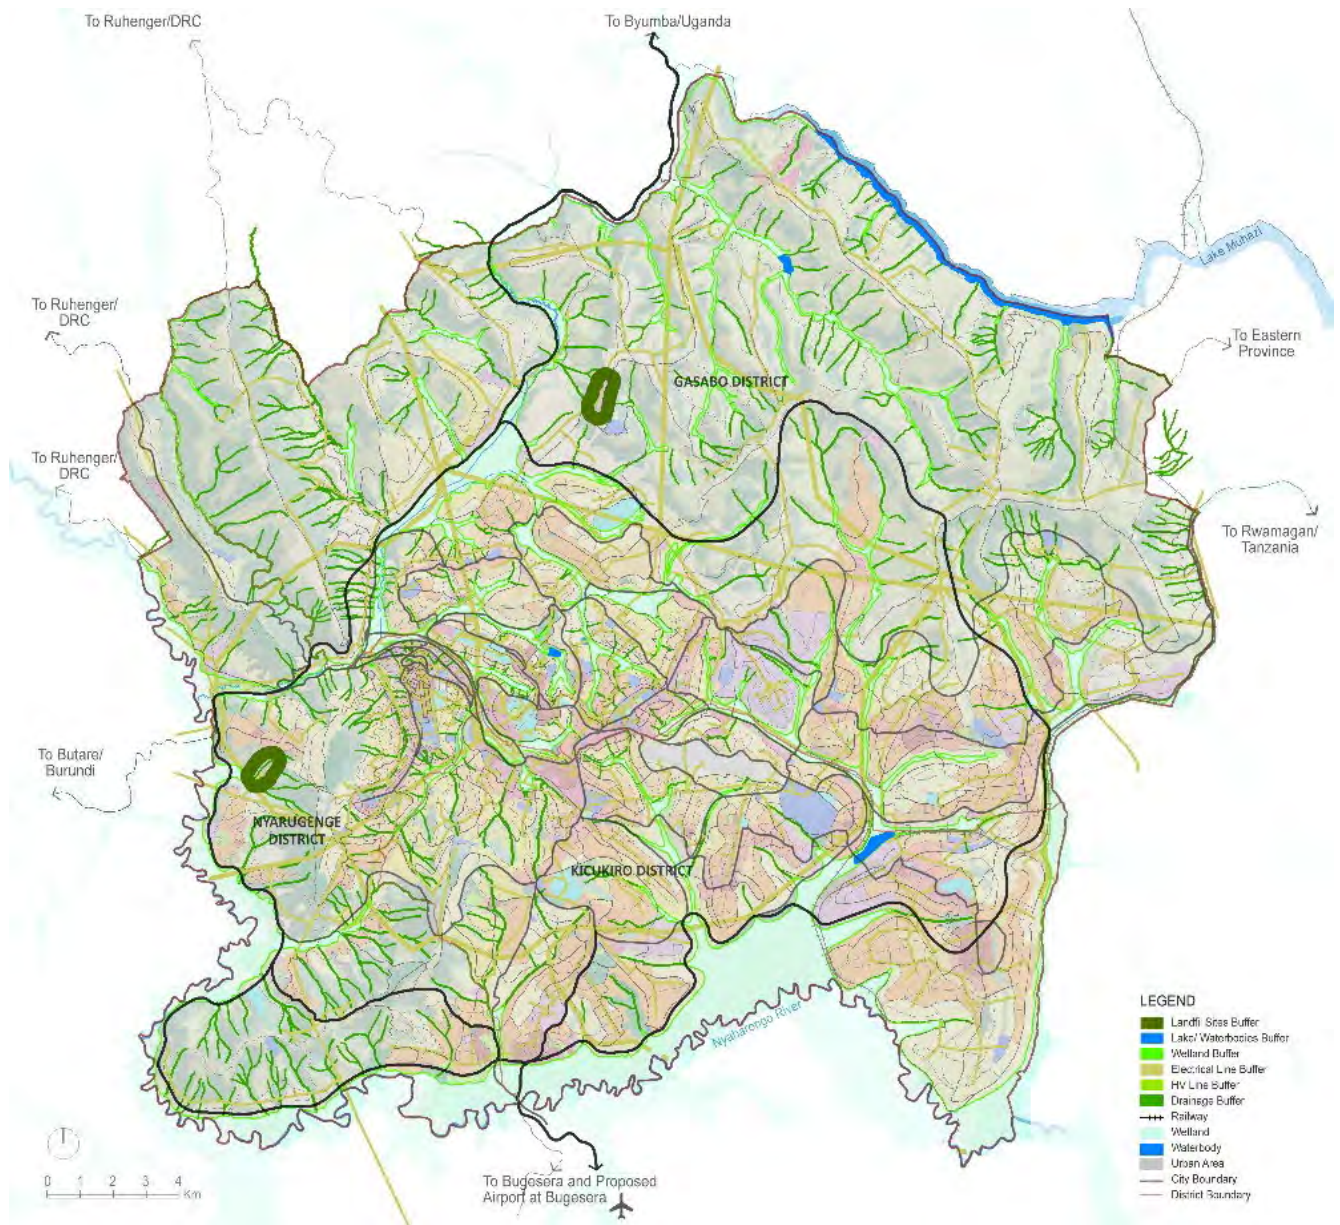 To Ruhenger/DRC
To Byumba/Uganda
Lake Muhazi
To Ruhenger/
DRC
To Eastern
Province
GASABO DISTRICT
To Ruhenger/
DRC
To Rwamagan/
Tanzania
To Butare/
Burundi
NYARUGENGE
DISTRICT
KICUKIRO DISTRICT
Nyabarongo River
LEGEND
Landfil Sites Buffer
Lake/ Waterbodies Buffer
Wetland Buffer
Electrical Line Buffer
HV Line Buffer
Drainage Buffer
Railway
Wetland
Waterbody
Urban Area
City Boundary
District Boundary
0 1 2 3 4
Km
To Bugesera and Proposed
Airport at Bugesera